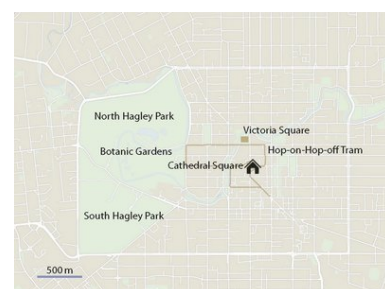 North Hagley Park
Victoria Square
Botanic Gardens
Hop-on-Hop-off Tram
Cathedral Square
South Hagley Park
500 m